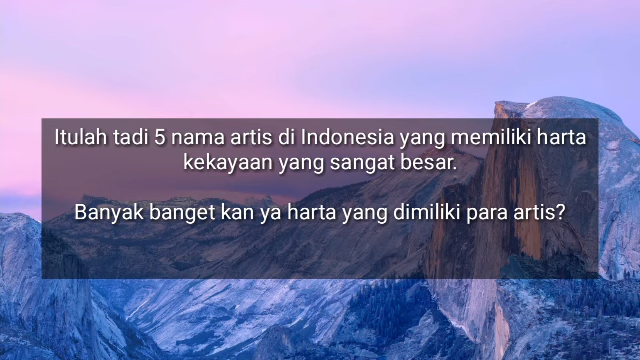 Itulah tadi 5 nama artis di Indonesia yang memiliki harta
kekayaan yang sangat besar.
Banyak banget kan ya harta yang dimiliki para artis?